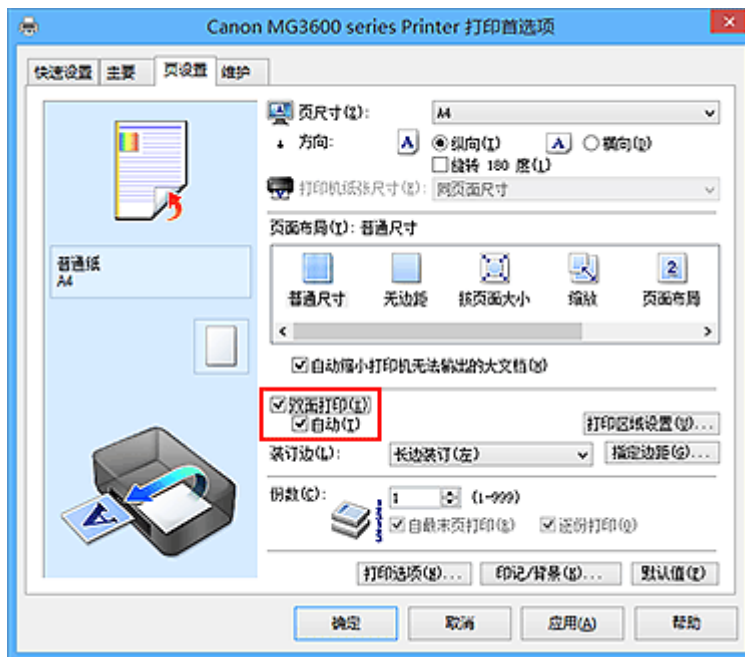 Canon MG3600 series Printer 打印首选项
快速设置 主要 页设置 维护
页尺寸(Z): A4
方向: A 纵向(I) A 横向(D)
旋转 180 度(L)
打印机纸张尺寸(E): 同页面尺寸
页面布局(Y): 普通尺寸
普通尺寸 无边距 按页面大小 缩放 页面布局
自动缩小打印机无法输出的大文档(N)
双面打印(X)
自动(T)
打印区域设置(U)...
装订边(L): 长边装订(左) 指定边距(G)...
份数(C): 1 (1-999)
自最末页打印(S) 逐份打印(O)
打印选项(H)... 印记/背景(K)... 默认值(F)
普通纸
A4
确定 取消 应用(A) 帮助